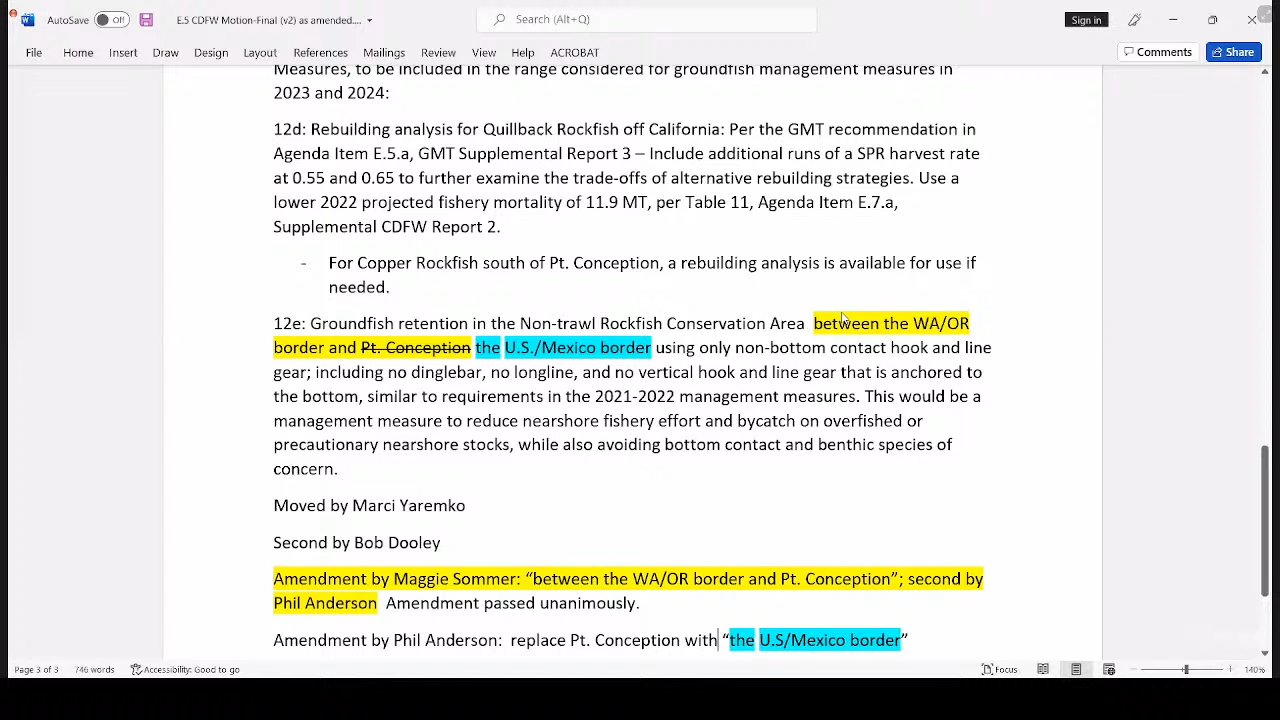 AutoSave Off E.5 CDFW Motion-Final (v2) as amended.... Search (Alt+Q) Sign in
File Home Insert Draw Design Layout References Mailings Review View Help ACROBAT Comments Share
Measures, to be included in the range considered for groundfish management measures in
2023 and 2024:
12d: Rebuilding analysis for Quillback Rockfish off California: Per the GMT recommendation in
Agenda Item E.5.a, GMT Supplemental Report 3 – Include additional runs of a SPR harvest rate
at 0.55 and 0.65 to further examine the trade-offs of alternative rebuilding strategies. Use a
lower 2022 projected fishery mortality of 11.9 MT, per Table 11, Agenda Item E.7.a,
Supplemental CDFW Report 2.
- For Copper Rockfish south of Pt. Conception, a rebuilding analysis is available for use if
needed.
12e: Groundfish retention in the Non-trawl Rockfish Conservation Area between the WA/OR
border and Pt. Conception the U.S./Mexico border using only non-bottom contact hook and line
gear; including no dinglebar, no longline, and no vertical hook and line gear that is anchored to
the bottom, similar to requirements in the 2021-2022 management measures. This would be a
management measure to reduce nearshore fishery effort and bycatch on overfished or
precautionary nearshore stocks, while also avoiding bottom contact and benthic species of
concern.
Moved by Marci Yaremko
Second by Bob Dooley
Amendment by Maggie Sommer: “between the WA/OR border and Pt. Conception”; second by
Phil Anderson Amendment passed unanimously.
Amendment by Phil Anderson: replace Pt. Conception with “the U.S/Mexico border”
Page 3 of 3 746 words Accessibility: Good to go Focus 140%